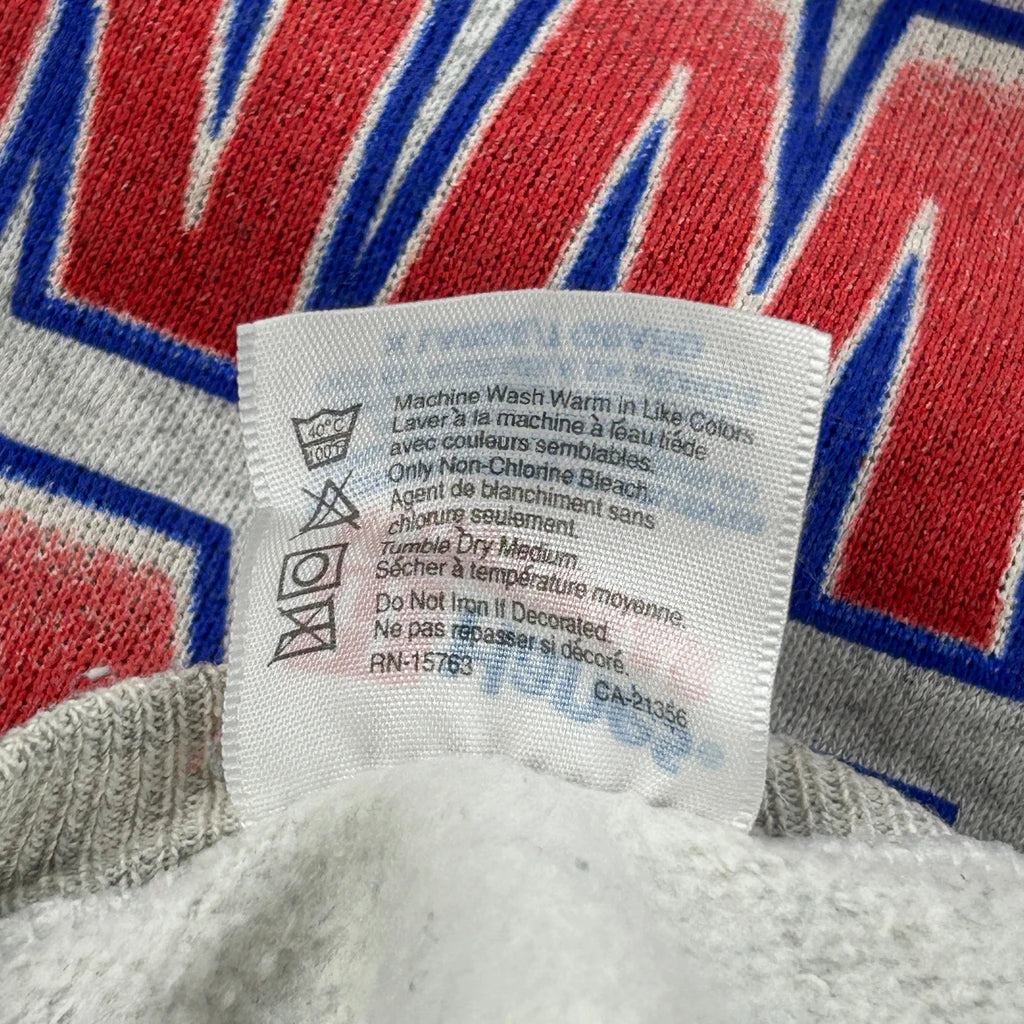 40°C
Machine Wash Warm in Like Colors.
Laver à la machine à l'eau tiéde
avec couleurs semblables.
Only Non-Chlorine Bleach.
Agent de blanchiment sans
chlorure seulement.
Tumble Dry Medium.
Sécher à température moyenne.
Do Not Iron If Decorated.
Ne pas repasser si décoré.
RN-15763
CA-21356